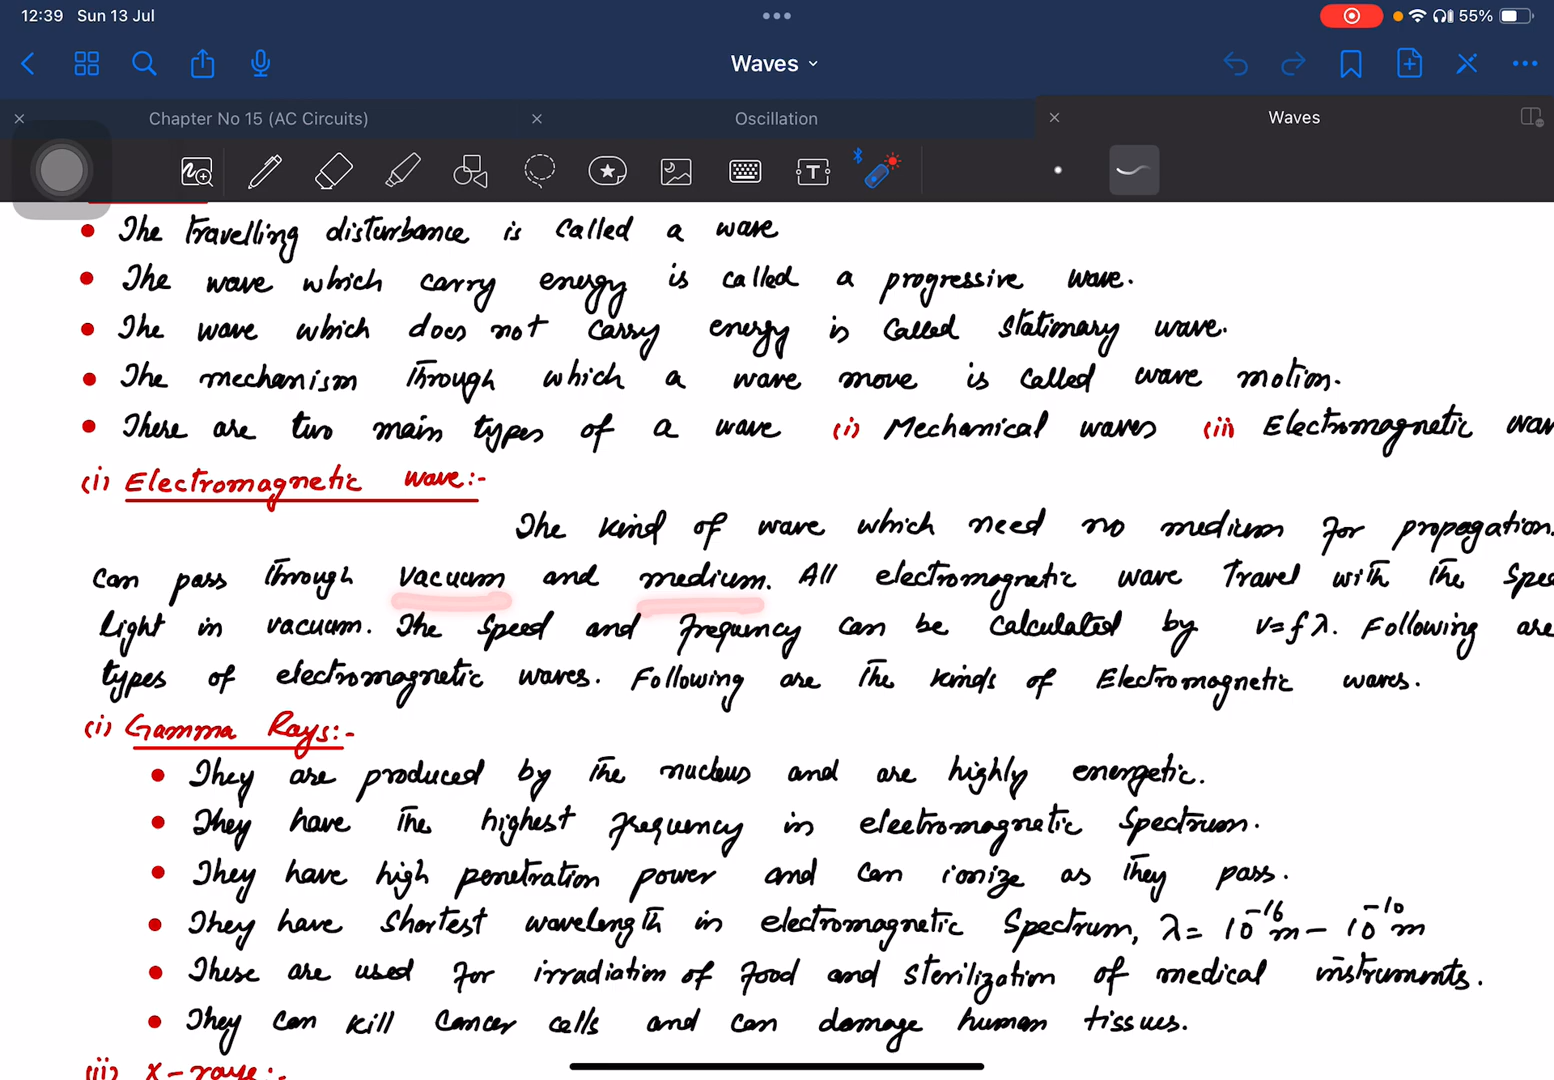 12:39 Sun 13 Jul
55%
Waves
Chapter No 15 (AC Circuits)
Oscillation
Waves
T
The travelling disturbance is called a wave
The wave which carry energy is called a progressive wave.
The wave which does not carry energy is called stationary wave.
The mechanism through which a wave move is called wave motion.
There are two main types of a wave (i) Mechanical waves (ii) Electromagnetic wav
(i) Electromagnetic wave:-
The kind of wave which need no medium for propagation.
Can pass through vacuum and medium. All electromagnetic wave travel with the Spee
light in vacuum. The speed and frequency can be calculated by v=fλ. Following are
types of electromagnetic waves. Following are the kinds of Electromagnetic waves.
(i) Gamma Rays:-
They are produced by the nucleus and are highly energetic.
They have the highest frequency in electromagnetic spectrum.
They have high penetration power and can ionize as they pass.
They have shortest wavelength in electromagnetic Spectrum, λ= 10⁻¹⁶m – 10⁻¹⁰m
These are used for irradiation of food and sterilization of medical instruments.
They can kill cancer cells and can damage human tissues.
(ii) X-rays:-